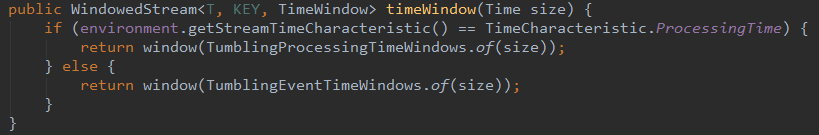 public WindowedStream<T, KEY, TimeWindow> timeWindow(Time size) {
    if (environment.getStreamTimeCharacteristic() == TimeCharacteristic.ProcessingTime) {
        return window(TumblingProcessingTimeWindows.of(size));
    } else {
        return window(TumblingEventTimeWindows.of(size));
    }
}